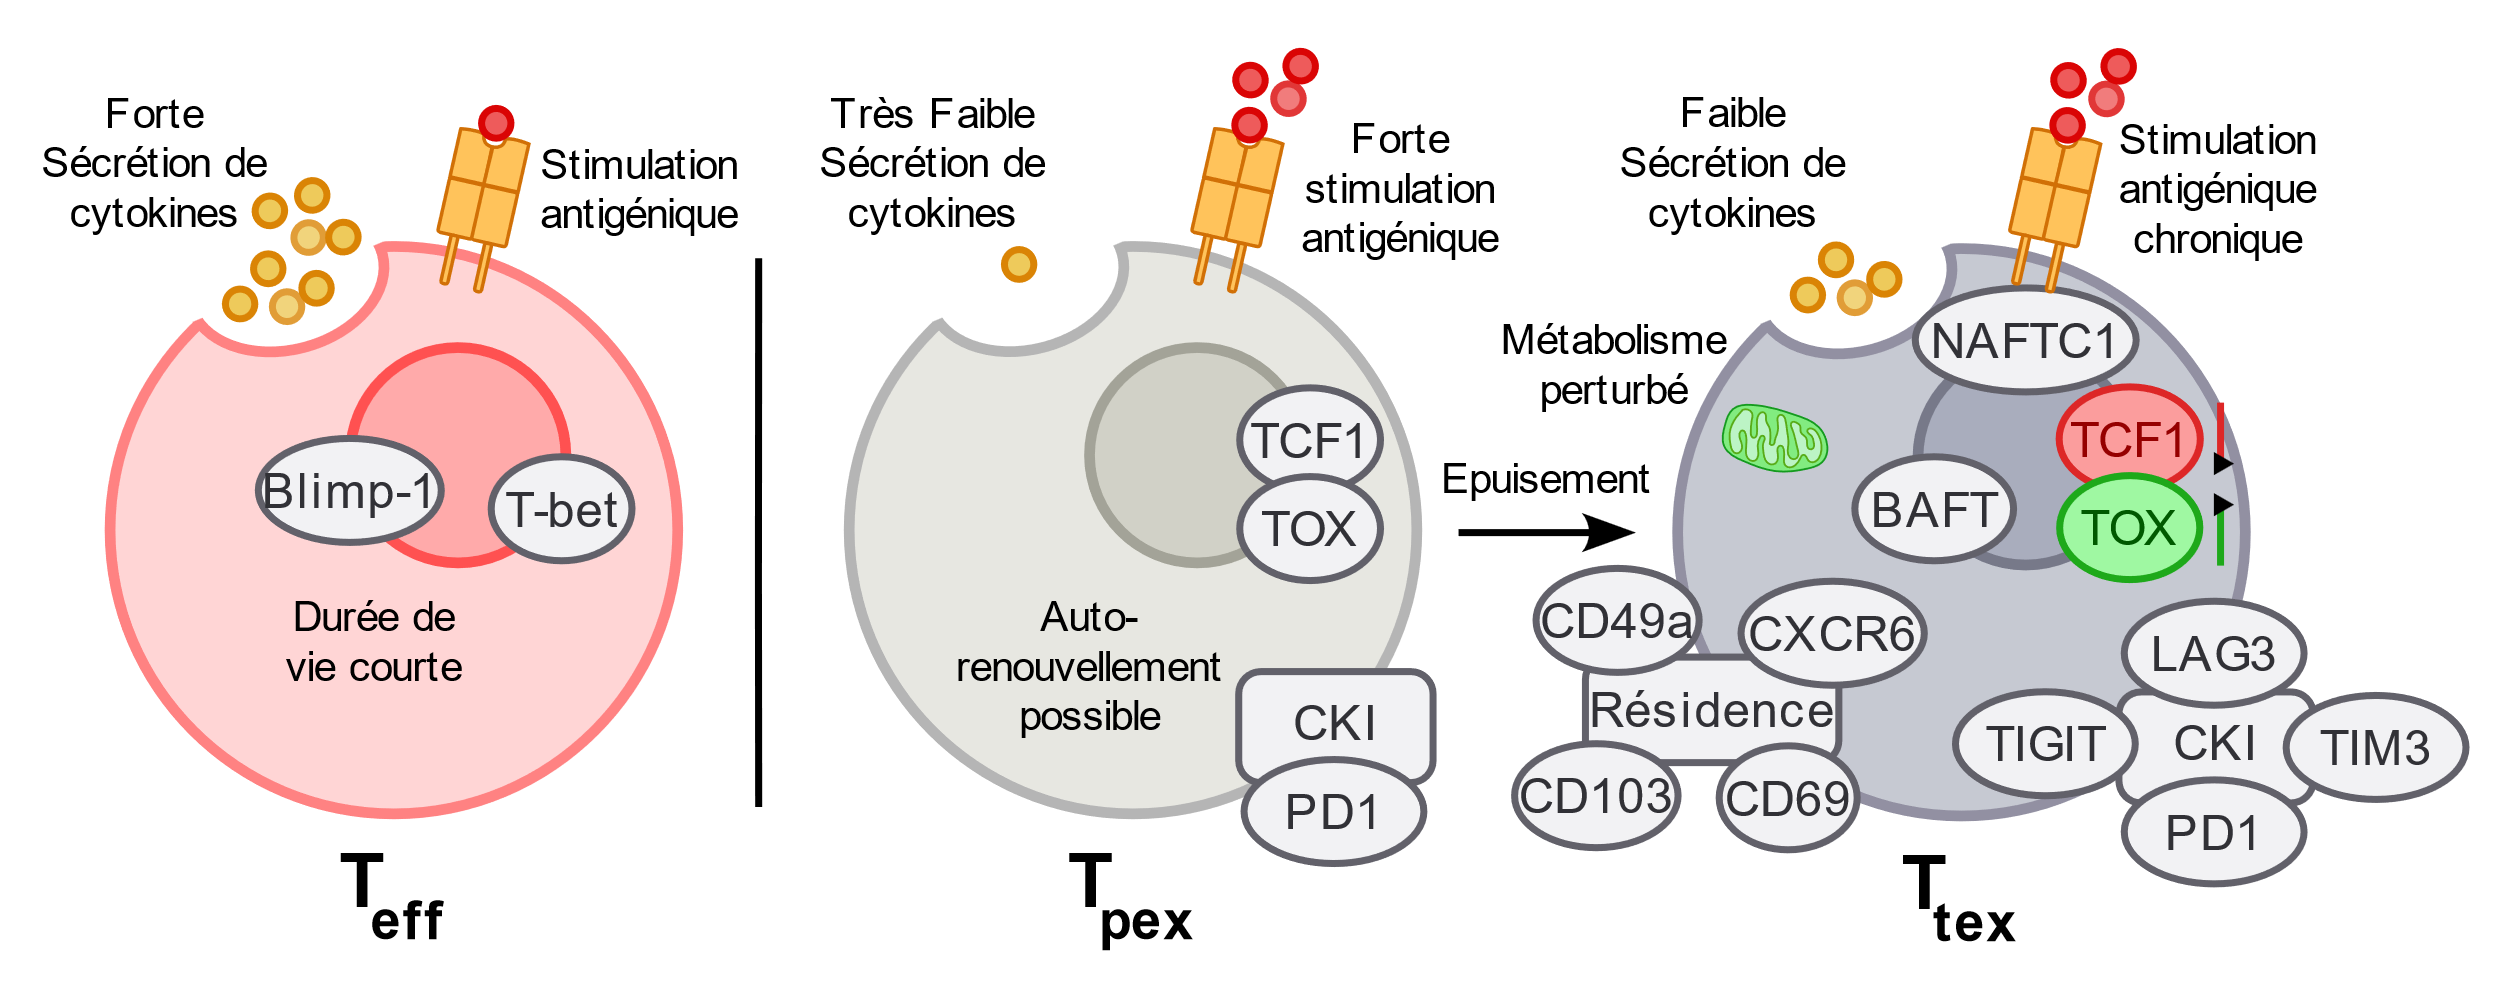 Forte
Sécrétion de
cytokines
Stimulation
antigénique
Blimp-1
T-bet
Durée de
vie courte
Teff
Très Faible
Sécrétion de
cytokines
Forte
stimulation
antigénique
TCF1
TOX
Auto-
renouvellement
possible
CKI
PD1
Tpex
Epuisement
Faible
Sécrétion de
cytokines
Stimulation
antigénique
chronique
Métabolisme
perturbé
NAFTC1
TCF1
BAFT
TOX
CD49a
CXCR6
Résidence
CD103
CD69
LAG3
TIGIT
CKI
TIM3
PD1
Ttex